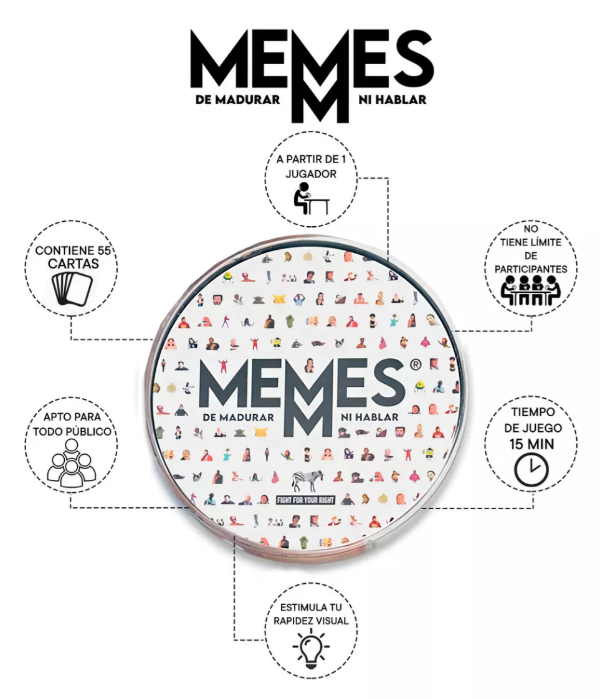 MEMES
DE MADURAR
NI HABLAR
A PARTIR DE 1
JUGADOR
CONTIENE 55
CARTAS
NO
TIENE LÍMITE
DE
PARTICIPANTES
MEMES®
DE MADURAR
NI HABLAR
APTO PARA
TODO PÚBLICO
TIEMPO
DE JUEGO
15 MIN
FIGHT FOR YOUR RIGHT
ESTIMULA TU
RAPIDEZ VISUAL